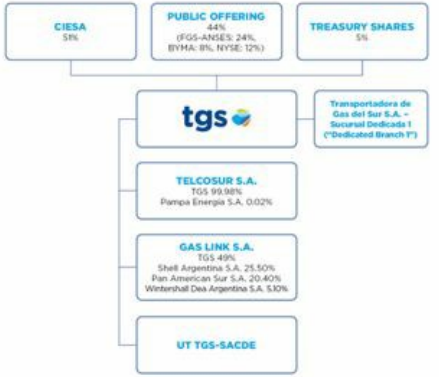 CIESA
51%
PUBLIC OFFERING
44%
(FGS-ANSES: 24%,
BYMA: 8%, NYSE: 12%)
TREASURY SHARES
5%
tgs
Transportadora de
Gas del Sur S.A. –
Sucursal Dedicada 1
("Dedicated Branch 1")
TELCOSUR S.A.
TGS 99.98%
Pampa Energía S.A. 0.02%
GAS LINK S.A.
TGS 49%
Shell Argentina S.A. 25.50%
Pan American Sur S.A. 20.40%
Wintershall Dea Argentina S.A. 5.10%
UT TGS-SACDE